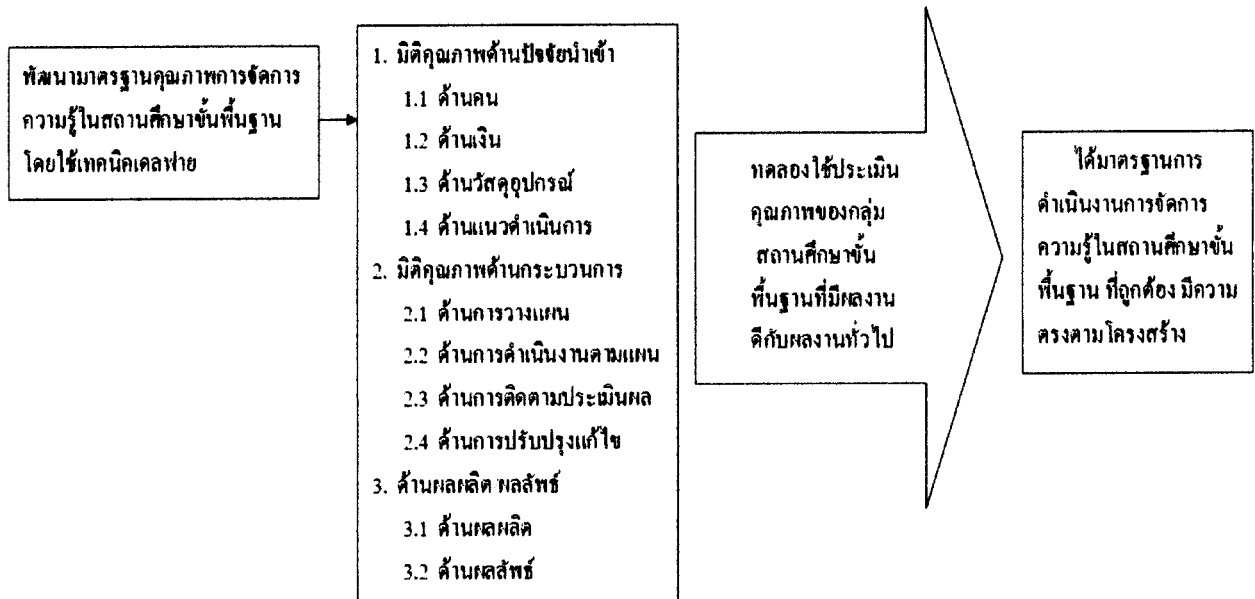 พัฒนามาตรฐานคุณภาพการจัดการ
ความรู้ในสถานศึกษาขั้นพื้นฐาน
โดยใช้เทคนิคเดลฟาย
1. มิติคุณภาพด้านปัจจัยนำเข้า
1.1 ด้านคน
1.2 ด้านเงิน
1.3 ด้านวัสดุอุปกรณ์
1.4 ด้านแนวดำเนินการ
2. มิติคุณภาพด้านกระบวนการ
2.1 ด้านการวางแผน
2.2 ด้านการดำเนินงานตามแผน
2.3 ด้านการติดตามประเมินผล
2.4 ด้านการปรับปรุงแก้ไข
3. ด้านผลผลิต ผลลัพธ์
3.1 ด้านผลผลิต
3.2 ด้านผลลัพธ์
ทดลองใช้ประเมิน
คุณภาพของกลุ่ม
สถานศึกษาขั้น
พื้นฐานที่มีผลงาน
ดีกับผลงานทั่วไป
ได้มาตรฐานการ
ดำเนินงานการจัดการ
ความรู้ในสถานศึกษาขั้น
พื้นฐาน ที่ถูกต้อง มีความ
ตรงตามโครงสร้าง